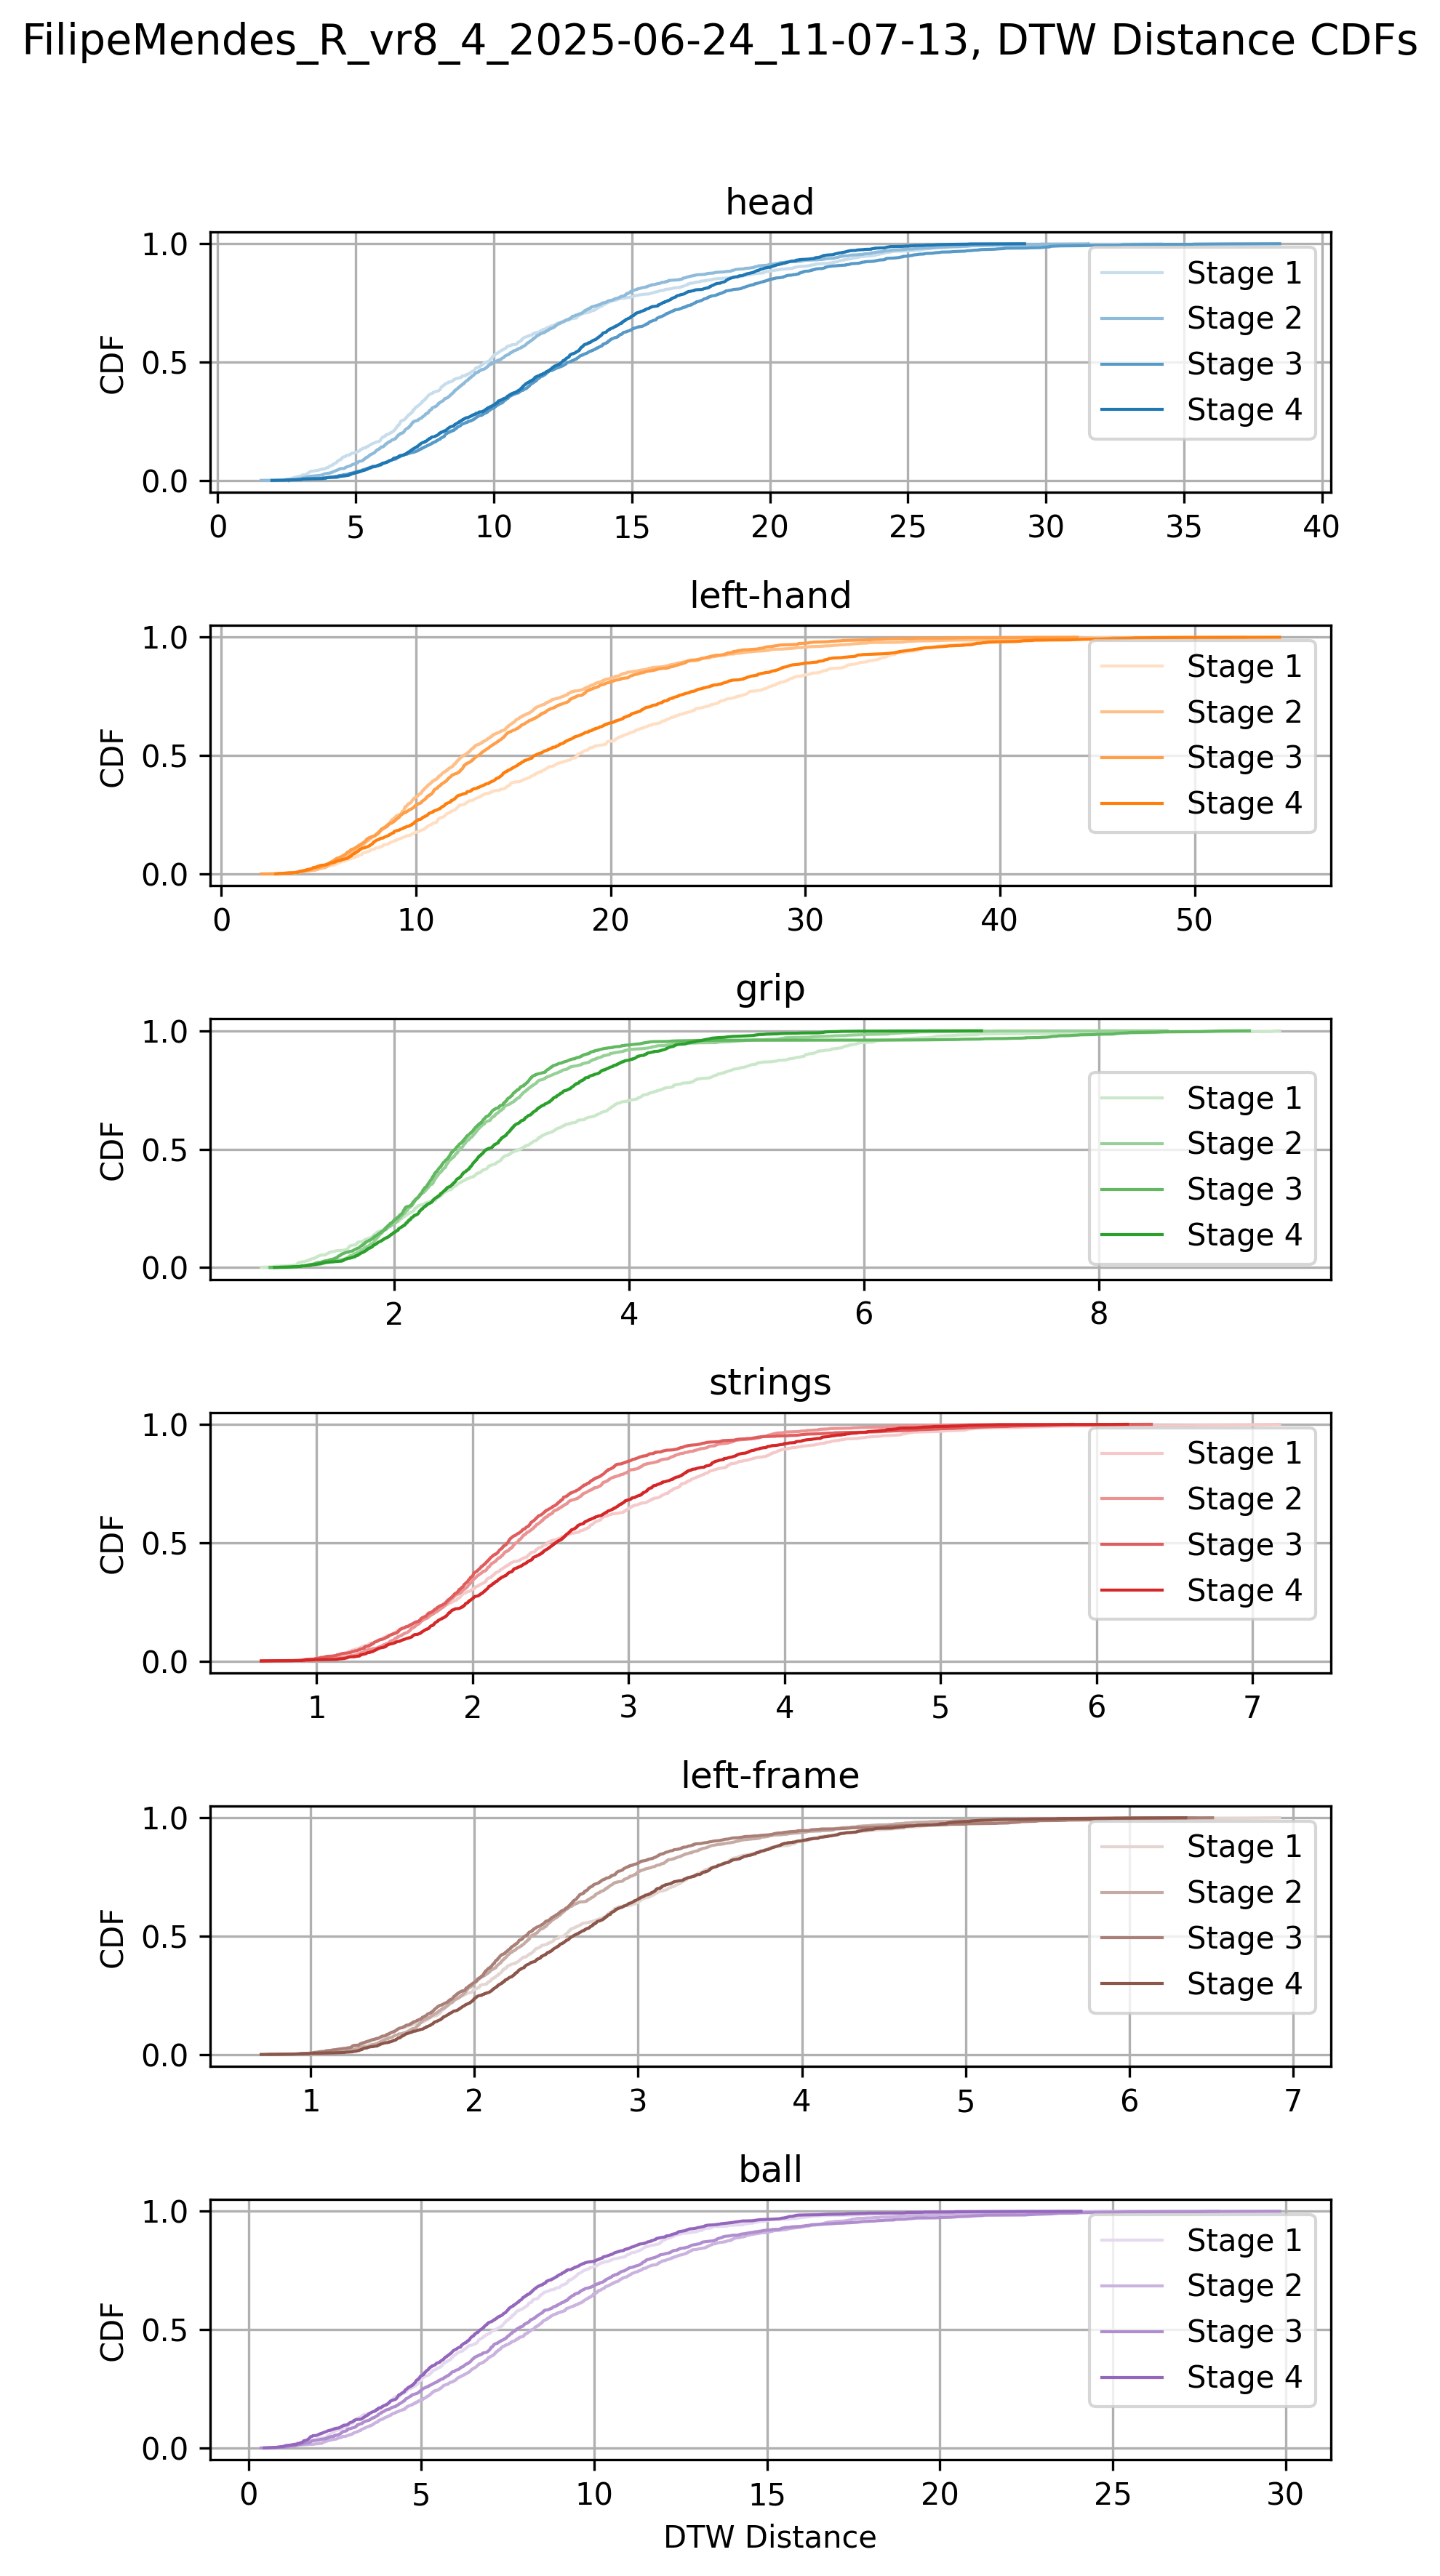 FilipeMendes_R_vr8_4_2025-06-24_11-07-13, DTW Distance CDFs
head
CDF
1.0
0.5
0.0
Stage 1
Stage 2
Stage 3
Stage 4
0 5 10 15 20 25 30 35 40
left-hand
CDF
1.0
0.5
0.0
Stage 1
Stage 2
Stage 3
Stage 4
0 10 20 30 40 50
grip
CDF
1.0
0.5
0.0
Stage 1
Stage 2
Stage 3
Stage 4
2 4 6 8
strings
CDF
1.0
0.5
0.0
Stage 1
Stage 2
Stage 3
Stage 4
1 2 3 4 5 6 7
left-frame
CDF
1.0
0.5
0.0
Stage 1
Stage 2
Stage 3
Stage 4
1 2 3 4 5 6 7
ball
CDF
1.0
0.5
0.0
Stage 1
Stage 2
Stage 3
Stage 4
0 5 10 15 20 25 30
DTW Distance